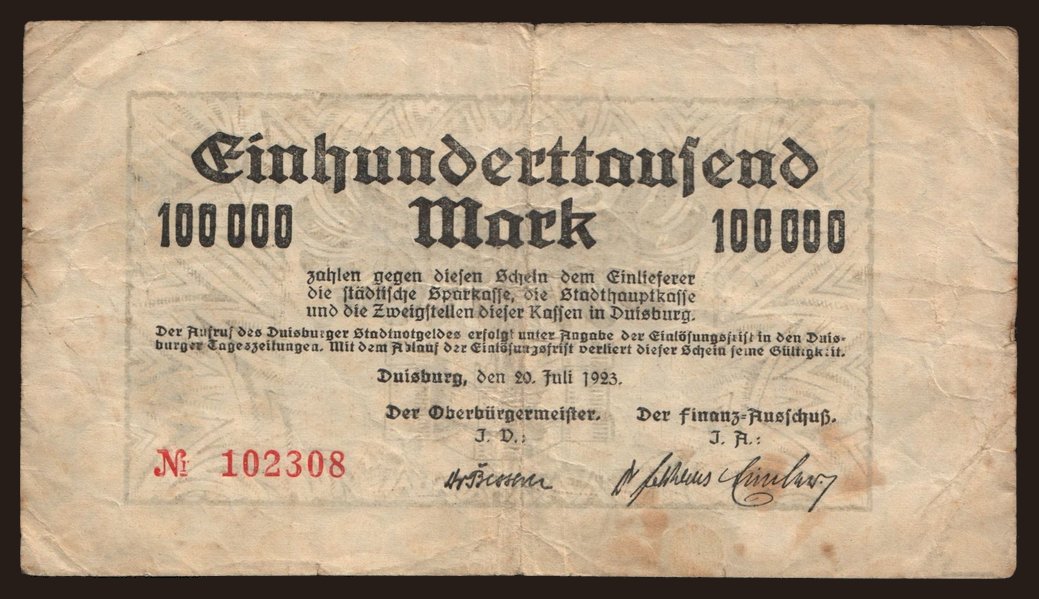 Einhunderttausend
100 000 Mark 100 000
zahlen gegen diesen Schein dem Einlieferer
die städtische Sparkasse, die Stadthauptkasse
und die Zweigstellen dieser Kassen in Duisburg.
Der Aufruf des Duisburger Stadtnotgeldes erfolgt unter Angabe der Einlösungsfrist in den Duis-
burger Tageszeitungen. Mit dem Ablauf der Einlösungsfrist verliert dieser Schein seine Gültigkeit.
Duisburg, den 20. Juli 1923.
Der Oberbürgermeister. Der Finanz-Ausschuß.
J. V.: J. A.:
№ 102308